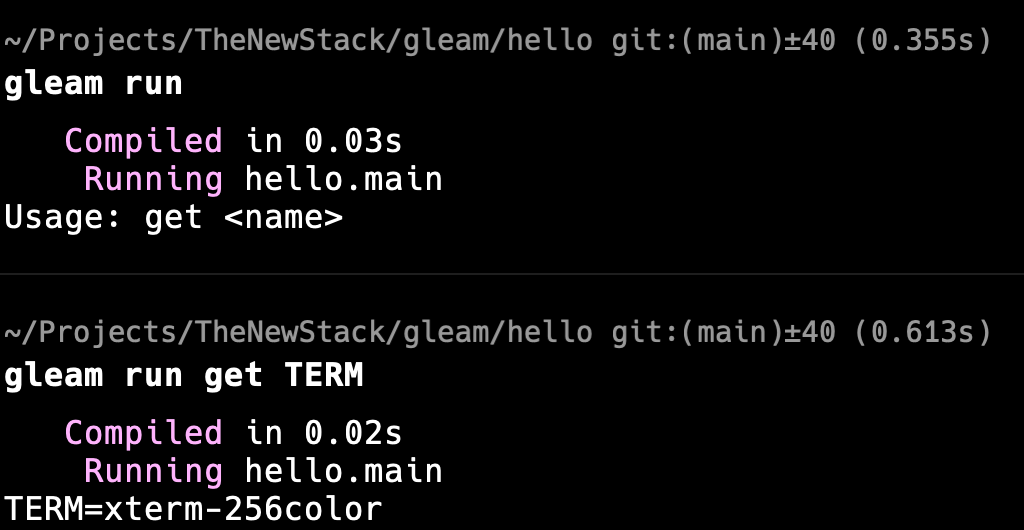 ~/Projects/TheNewStack/gleam/hello git:(main)±40 (0.355s)
gleam run
Compiled in 0.03s
Running hello.main
Usage: get <name>
~/Projects/TheNewStack/gleam/hello git:(main)±40 (0.613s)
gleam run get TERM
Compiled in 0.02s
Running hello.main
TERM=xterm-256color